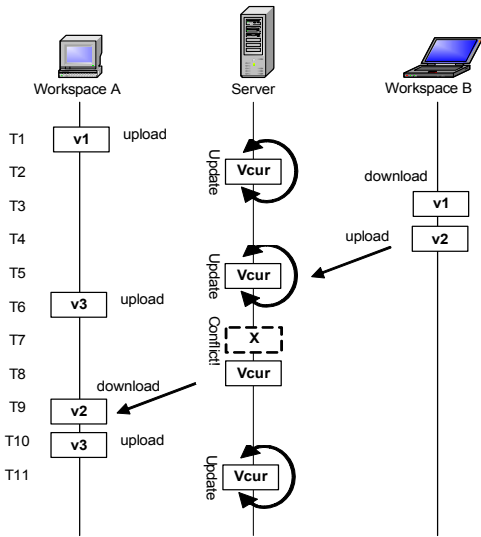 Workspace A
Server
Workspace B
T1
v1
upload
T2
Update
Vcur
download
T3
v1
T4
upload
v2
T5
Update
Vcur
T6
v3
upload
T7
Conflict!
X
T8
Vcur
download
T9
v2
T10
v3
upload
T11
Update
Vcur